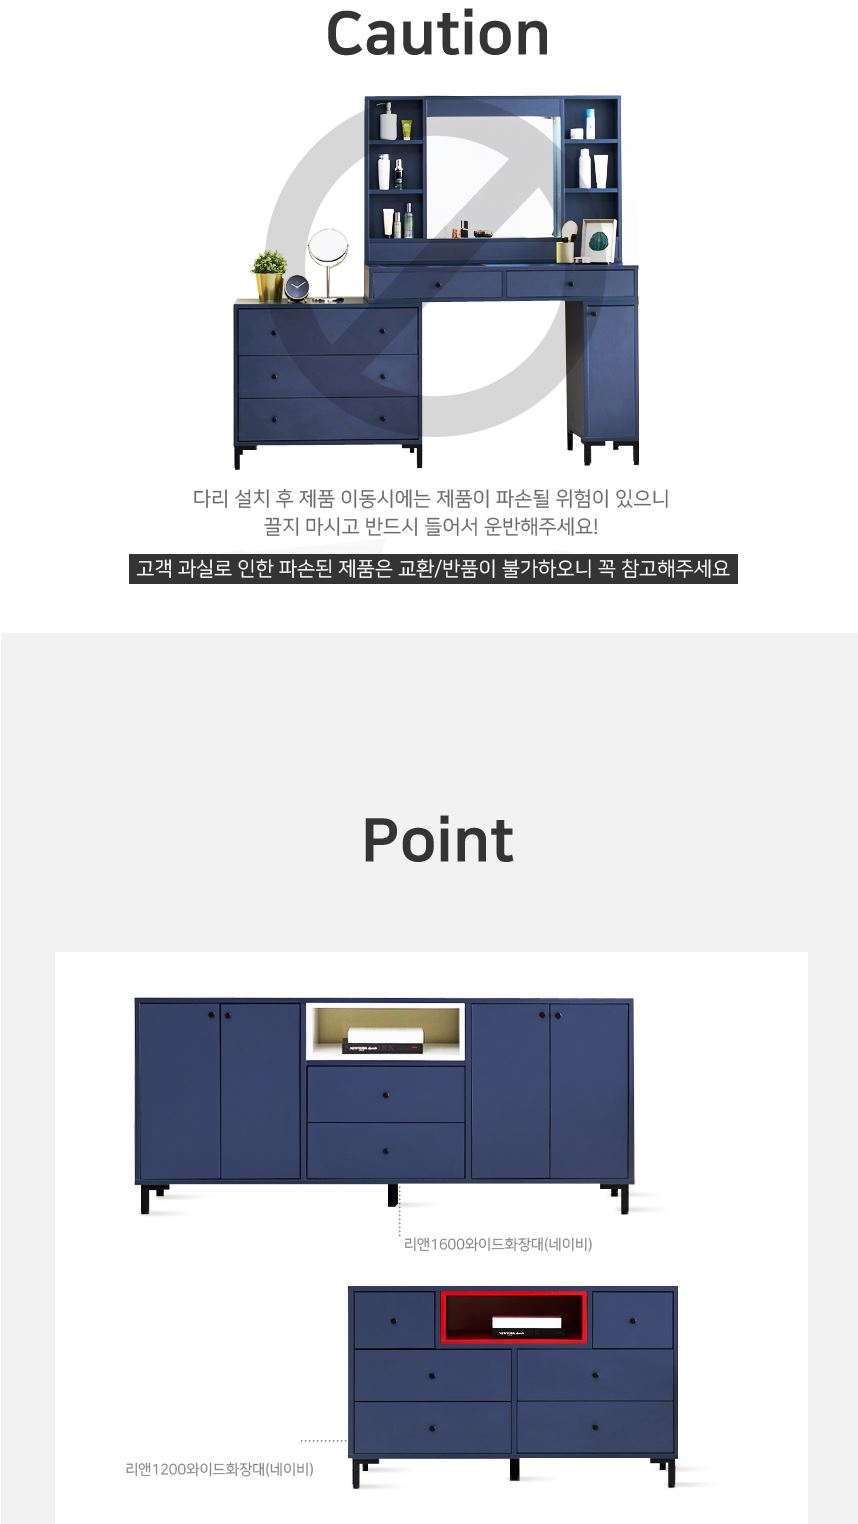 Caution
다리 설치 후 제품 이동시에는 제품이 파손될 위험이 있으니
끌지 마시고 반드시 들어서 운반해주세요!
고객 과실로 인한 파손된 제품은 교환/반품이 불가하오니 꼭 참고해주세요
Point
리앤1600와이드화장대(네이비)
리앤1200와이드화장대(네이비)